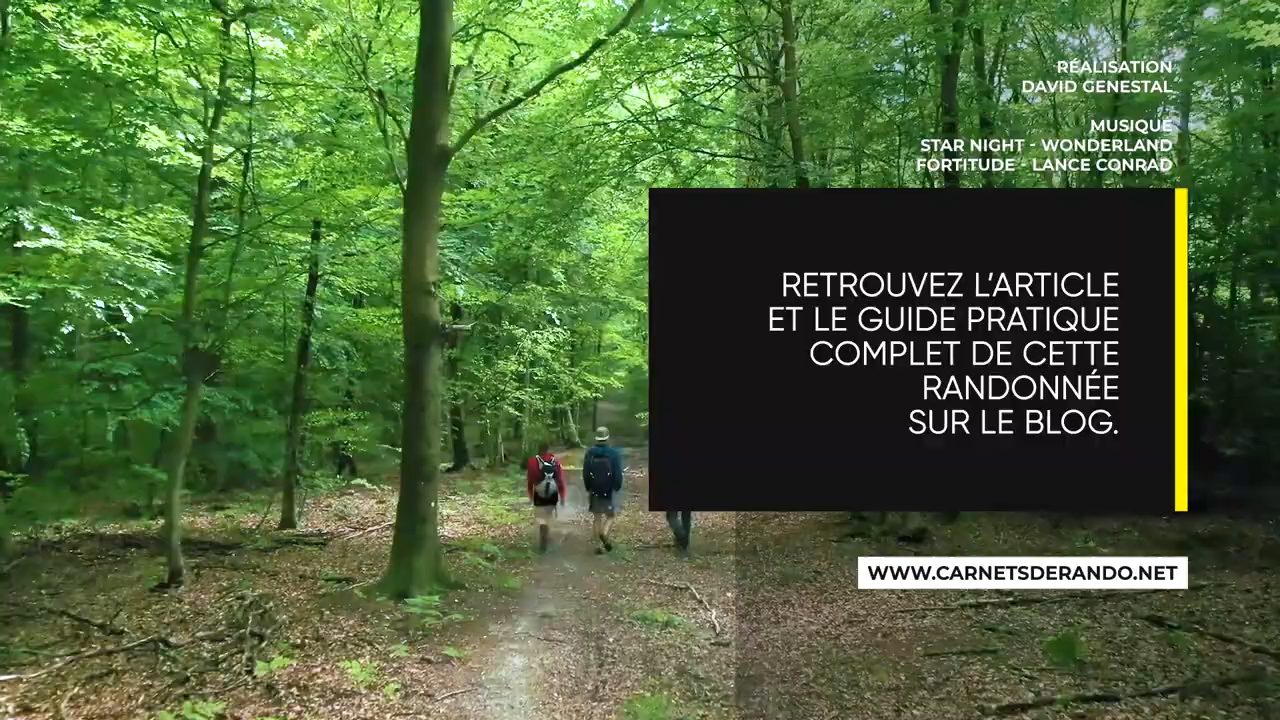 RÉALISATION
DAVID GENESTAL
MUSIQUE
STAR NIGHT - WONDERLAND
FORTITUDE - LANCE CONRAD
RETROUVEZ L'ARTICLE
ET LE GUIDE PRATIQUE
COMPLET DE CETTE
RANDONNÉE
SUR LE BLOG.
WWW.CARNETSDERANDO.NET